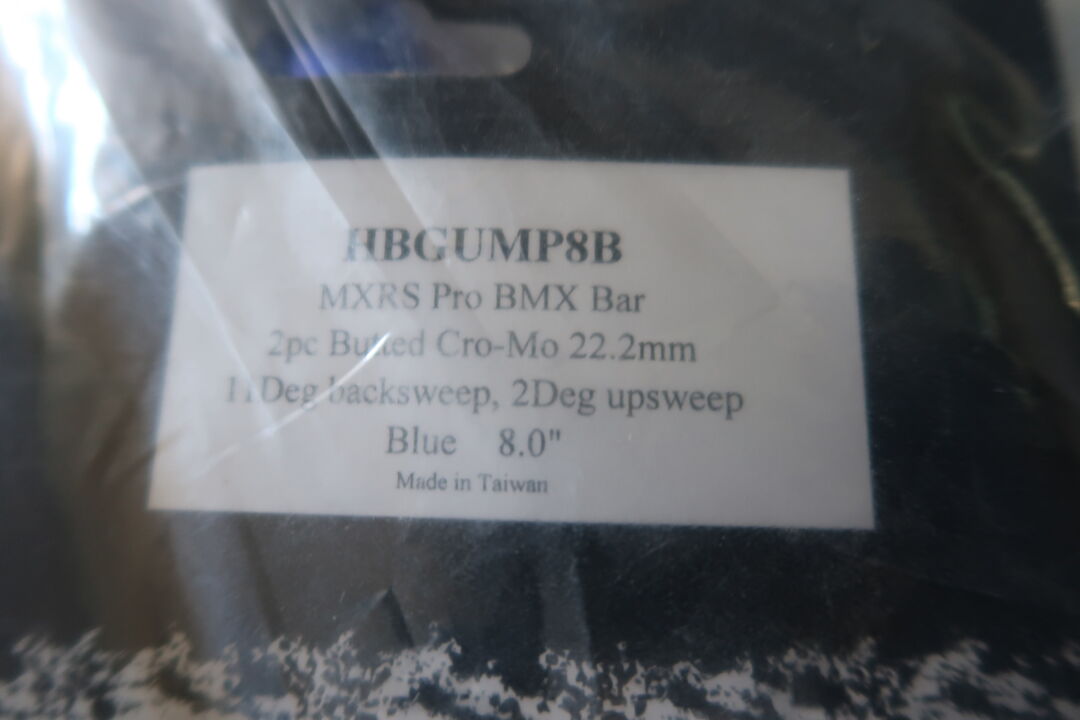 HBGUMP8B
MXRS Pro BMX Bar
2pc Butted Cro-Mo 22.2mm
11Deg backsweep, 2Deg upsweep
Blue 8.0"
Made in Taiwan